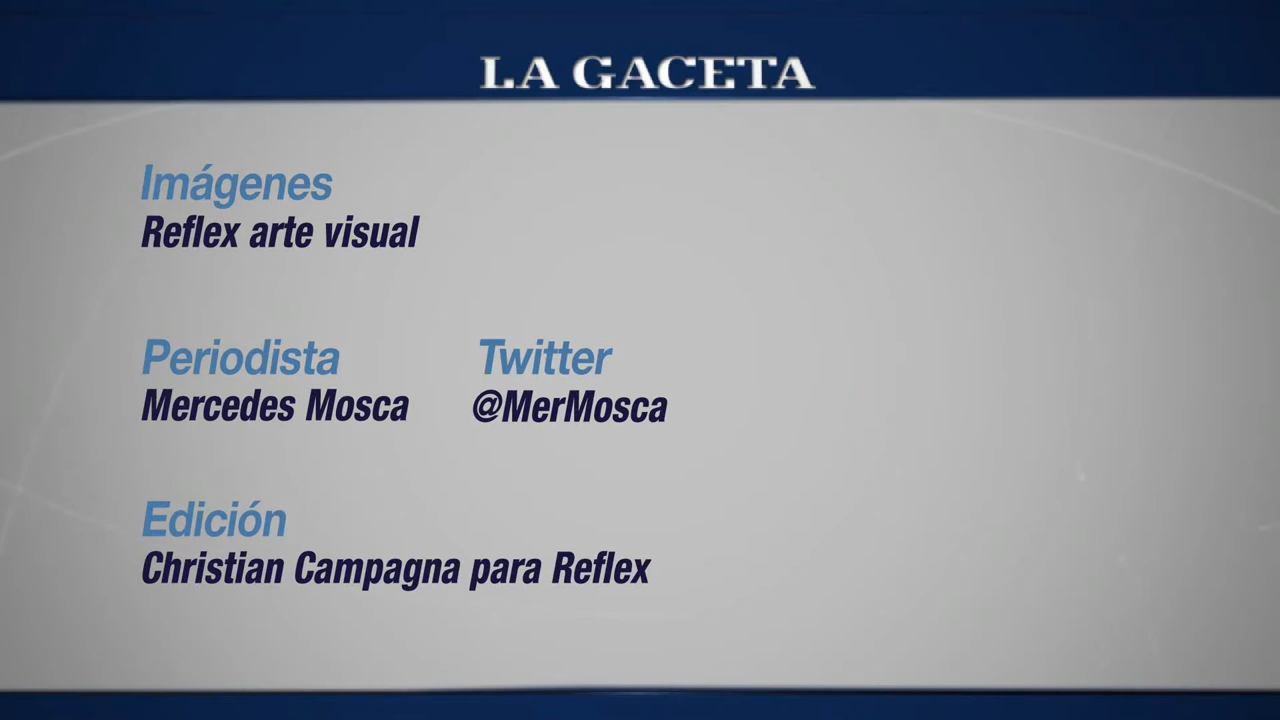 LA GACETA
Imágenes
Reflex arte visual
Periodista
Mercedes Mosca
Twitter
@MerMosca
Edición
Christian Campagna para Reflex